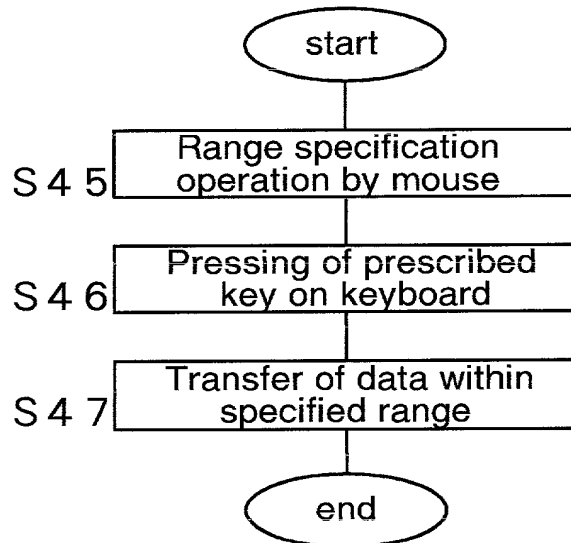 start
S45
Range specification
operation by mouse
S46
Pressing of prescribed
key on keyboard
S47
Transfer of data within
specified range
end